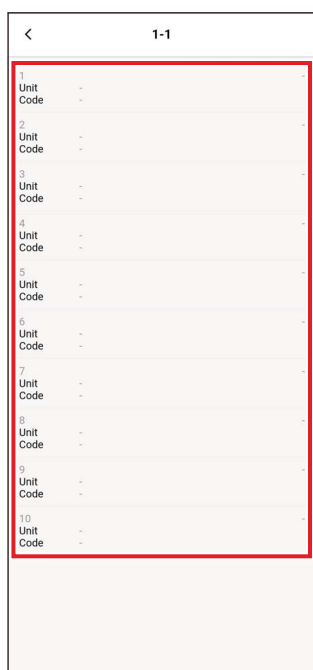 1-1
1 -
Unit -
Code -
2 -
Unit -
Code -
3 -
Unit -
Code -
4 -
Unit -
Code -
5 -
Unit -
Code -
6 -
Unit -
Code -
7 -
Unit -
Code -
8 -
Unit -
Code -
9 -
Unit -
Code -
10 -
Unit -
Code -